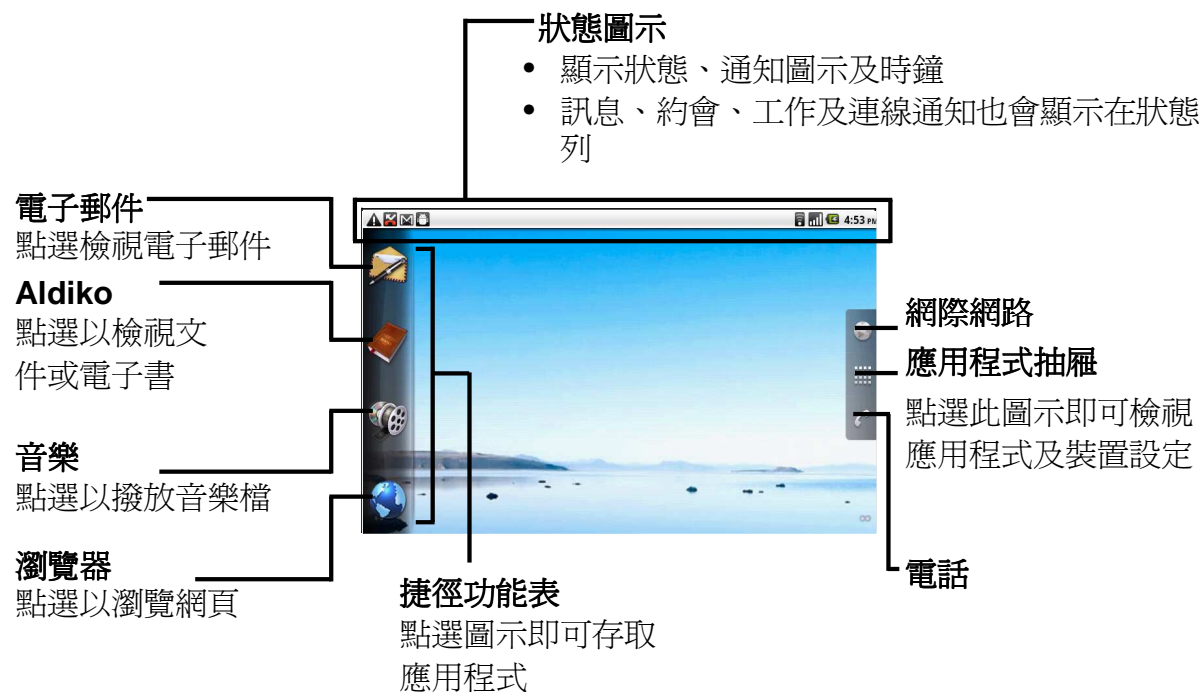 狀態圖示
• 顯示狀態、通知圖示及時鐘
• 訊息、約會、工作及連線通知也會顯示在狀態
列
電子郵件
點選檢視電子郵件
Aldiko
點選以檢視文
件或電子書
音樂
點選以撥放音樂檔
瀏覽器
點選以瀏覽網頁
4:53 PM
捷徑功能表
點選圖示即可存取
應用程式
網際網路
應用程式抽屜
點選此圖示即可檢視
應用程式及裝置設定
電話